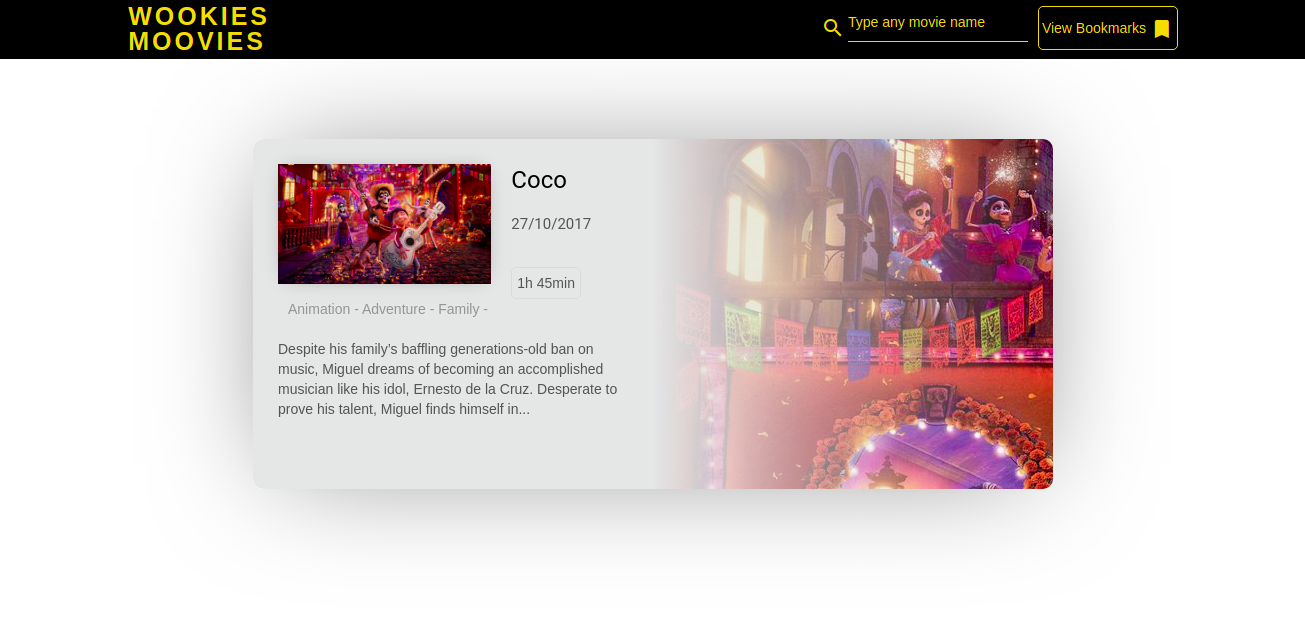 WOOKIES
MOOVIES
Type any movie name
View Bookmarks
Coco
27/10/2017
1h 45min
Animation - Adventure - Family -
Despite his family’s baffling generations-old ban on
music, Miguel dreams of becoming an accomplished
musician like his idol, Ernesto de la Cruz. Desperate to
prove his talent, Miguel finds himself in...